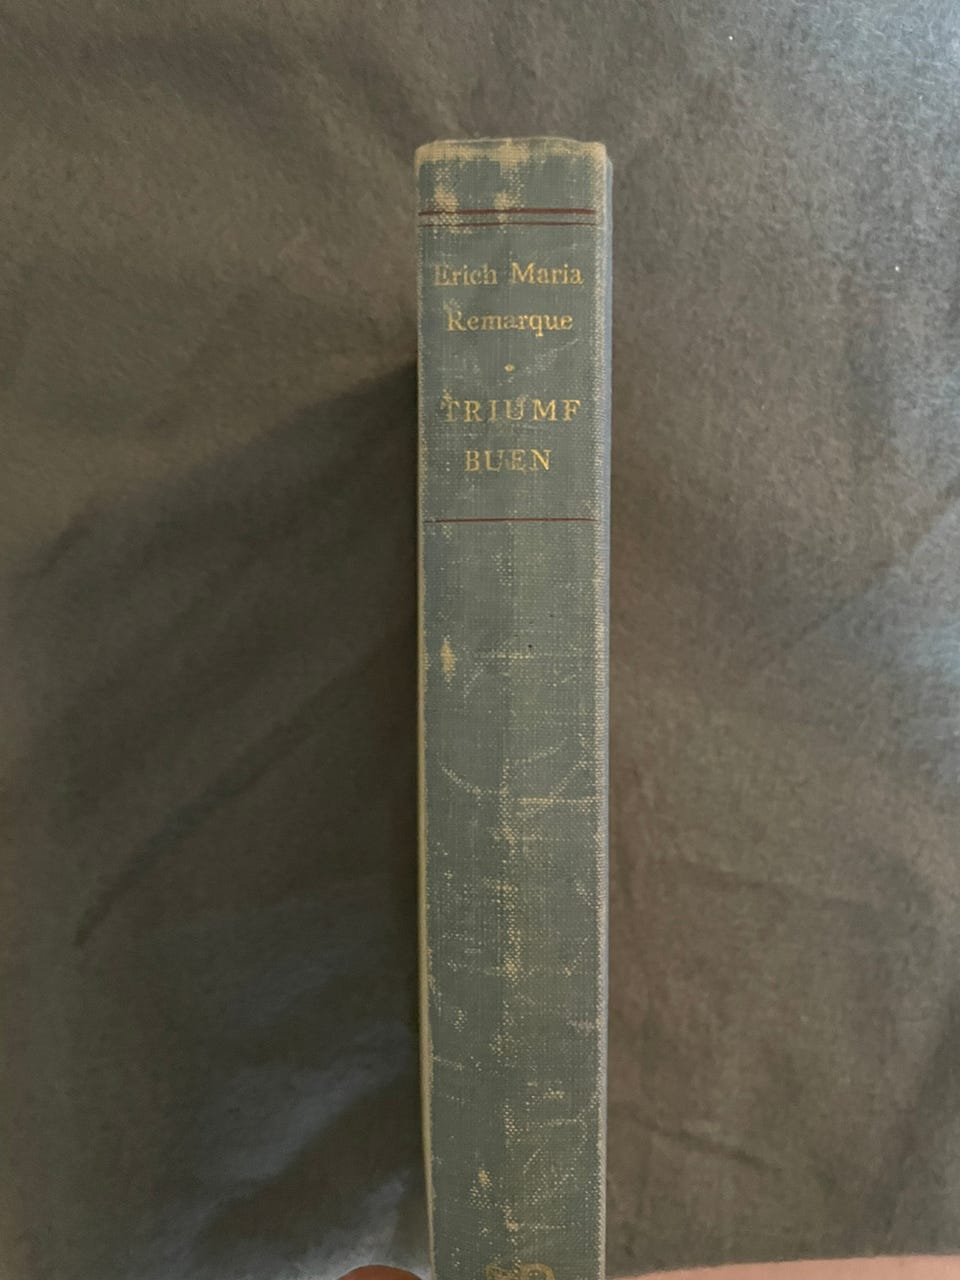 Erich Maria
Remarque
TRIUMF
BUEN